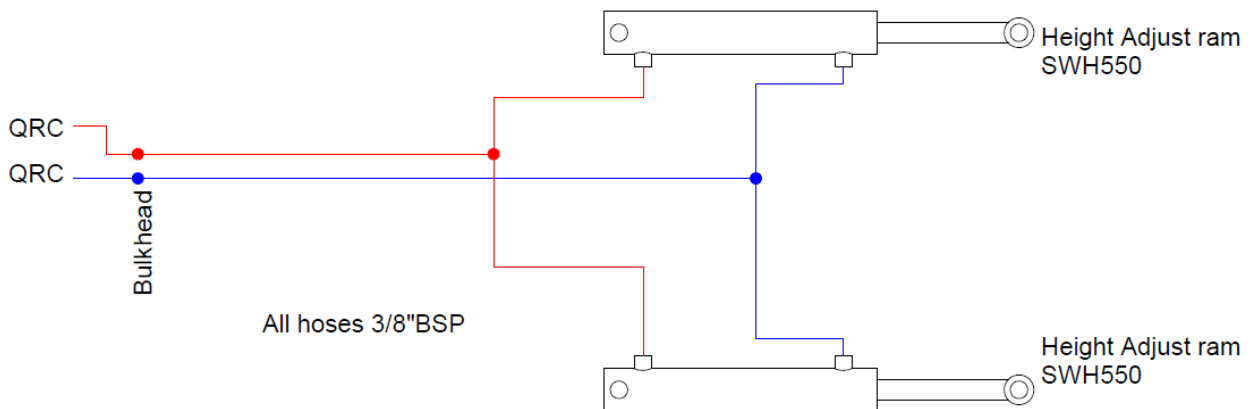 Height Adjust ram
SWH550
QRC
QRC
Bulkhead
All hoses 3/8"BSP
Height Adjust ram
SWH550